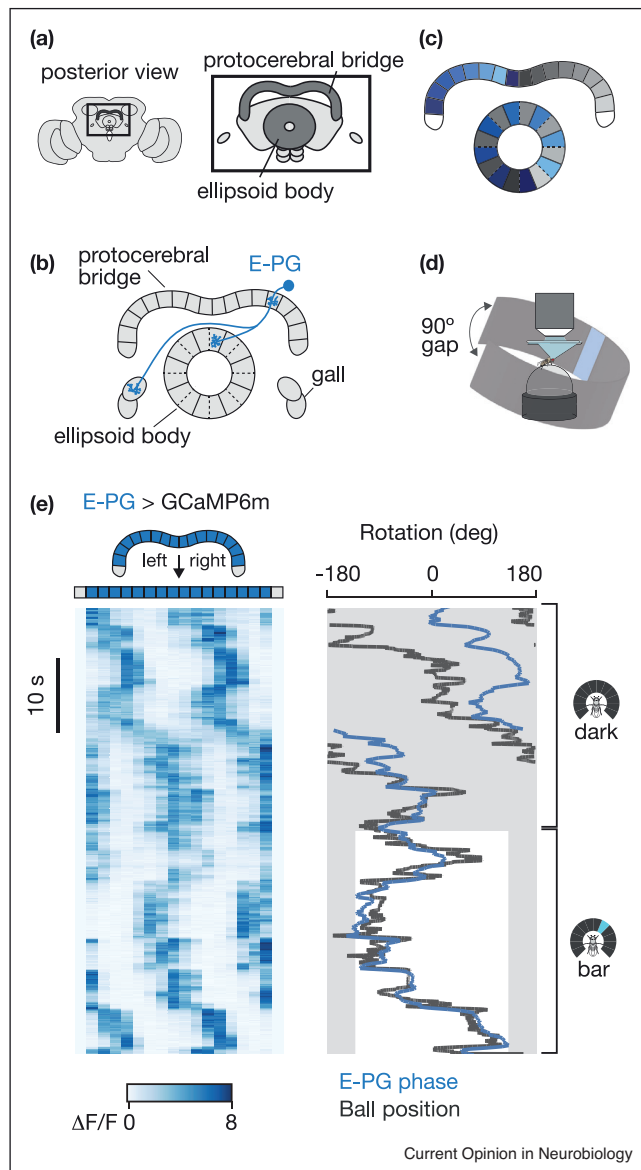 (a)
posterior view
protocerebral bridge
ellipsoid body
(c)
(b)
protocerebral
bridge
E-PG
gall
ellipsoid body
(d)
90º
gap
(e)
E-PG > GCaMP6m
left right
10 s
Rotation (deg)
-180 0 180
dark
bar
ΔF/F 0 8
E-PG phase
Ball position
Current Opinion in Neurobiology